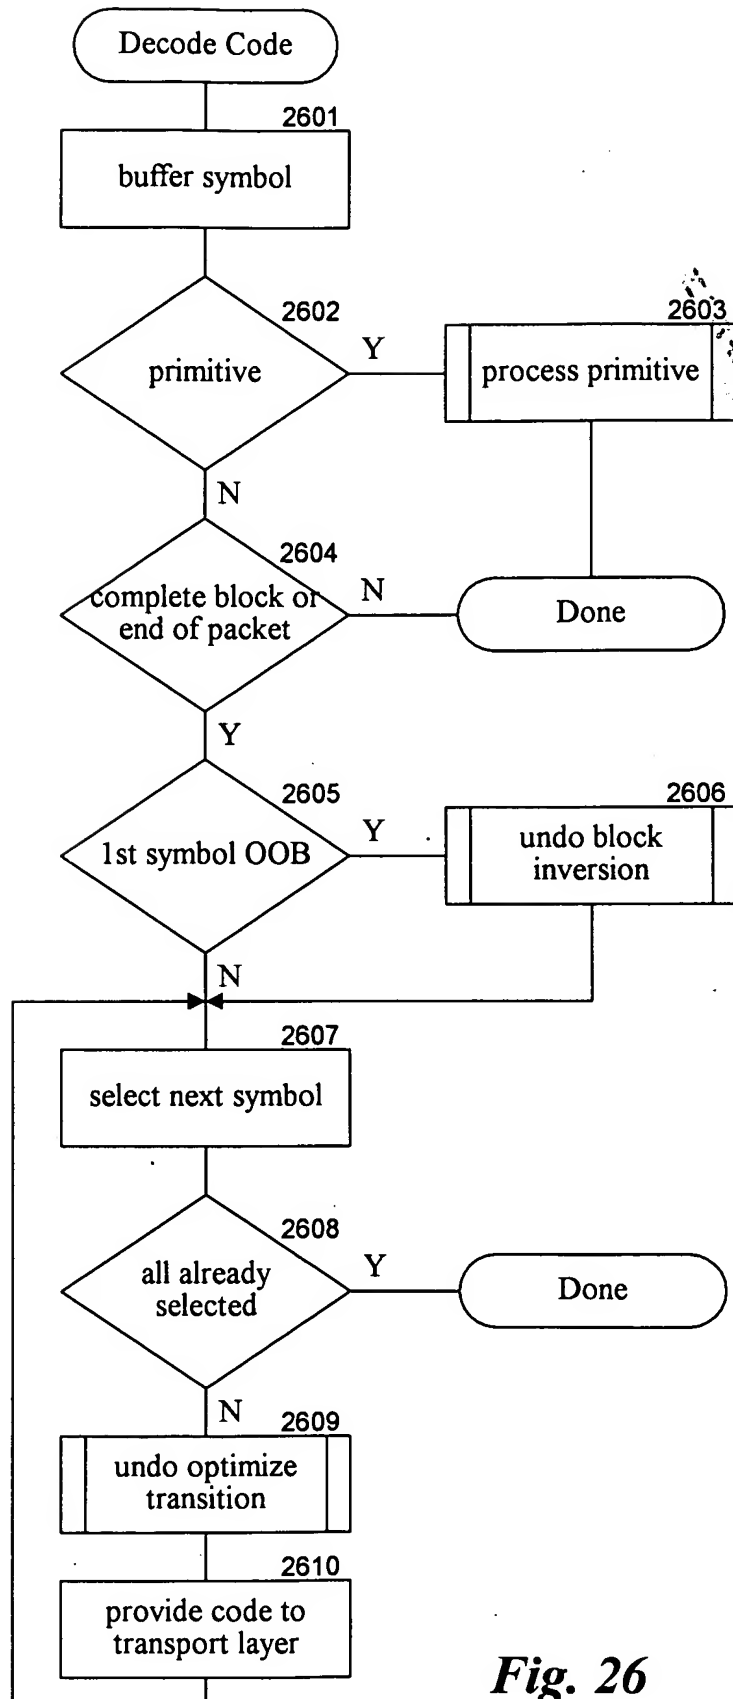 Decode Code
2601
buffer symbol
2602
primitive
Y
2603
process primitive
N
2604
complete block or
end of packet
N
Done
Y
2605
1st symbol OOB
Y
2606
undo block
inversion
N
2607
select next symbol
2608
all already
selected
Y
Done
N
2609
undo optimize
transition
2610
provide code to
transport layer
Fig. 26